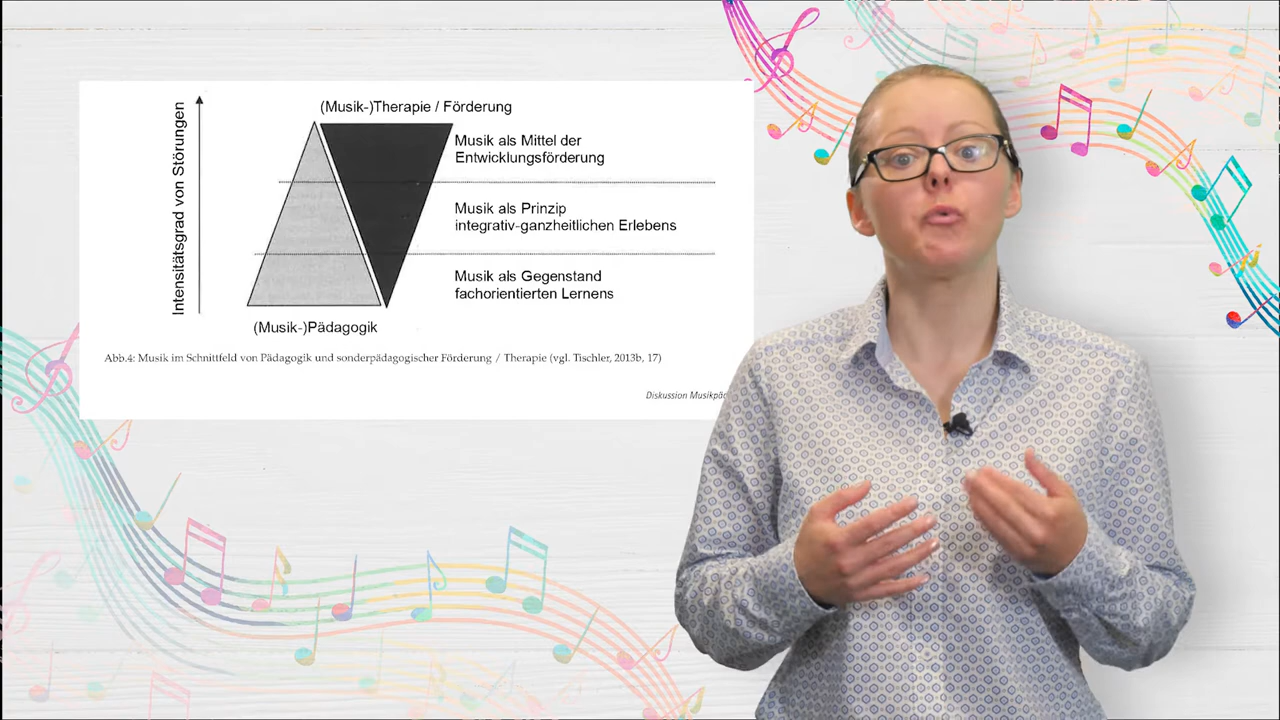 Intensitätsgrad von Störungen
(Musik-)Therapie / Förderung
Musik als Mittel der
Entwicklungsförderung
Musik als Prinzip
integrativ-ganzheitlichen Erlebens
Musik als Gegenstand
fachorientierten Lernens
(Musik-)Pädagogik
Abb.4: Musik im Schnittfeld von Pädagogik und sonderpädagogischer Förderung / Therapie (vgl. Tischler, 2013b, 17)
Diskussion